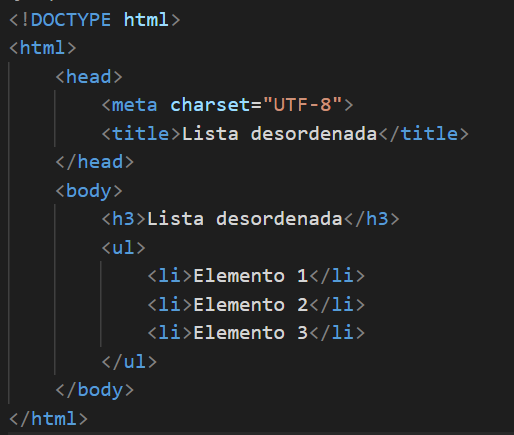 <!DOCTYPE html>
<html>
    <head>
        <meta charset="UTF-8">
        <title>Lista desordenada</title>
    </head>
    <body>
        <h3>Lista desordenada</h3>
        <ul>
            <li>Elemento 1</li>
            <li>Elemento 2</li>
            <li>Elemento 3</li>
        </ul>
    </body>
</html>